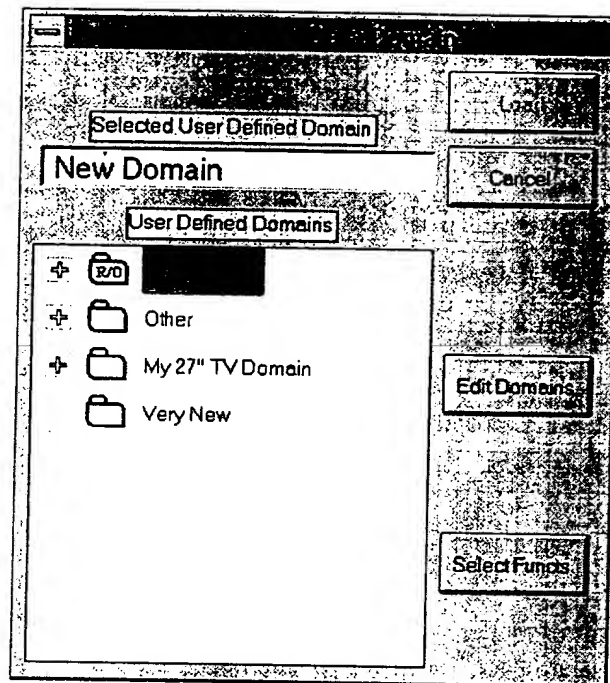 Selected User Defined Domain
New Domain
User Defined Domains
R/O
Other
My 27" TV Domain
Very New
Load
Cancel
Edit Domains
Select Functs